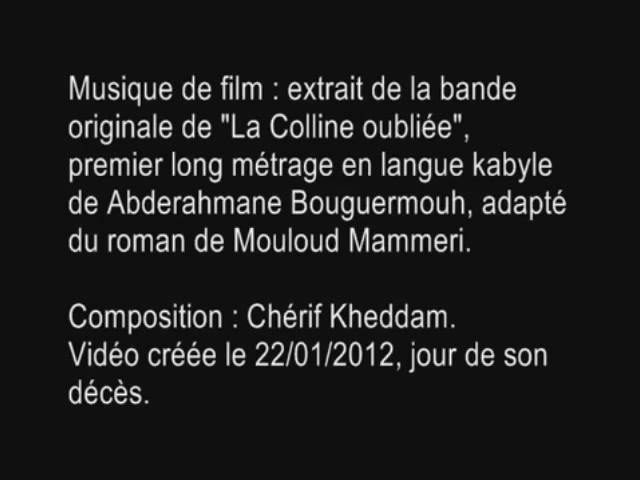 Musique de film : extrait de la bande
originale de "La Colline oubliée",
premier long métrage en langue kabyle
de Abderahmane Bouguermouh, adapté
du roman de Mouloud Mammeri.
Composition : Chérif Kheddam.
Vidéo créée le 22/01/2012, jour de son
décès.